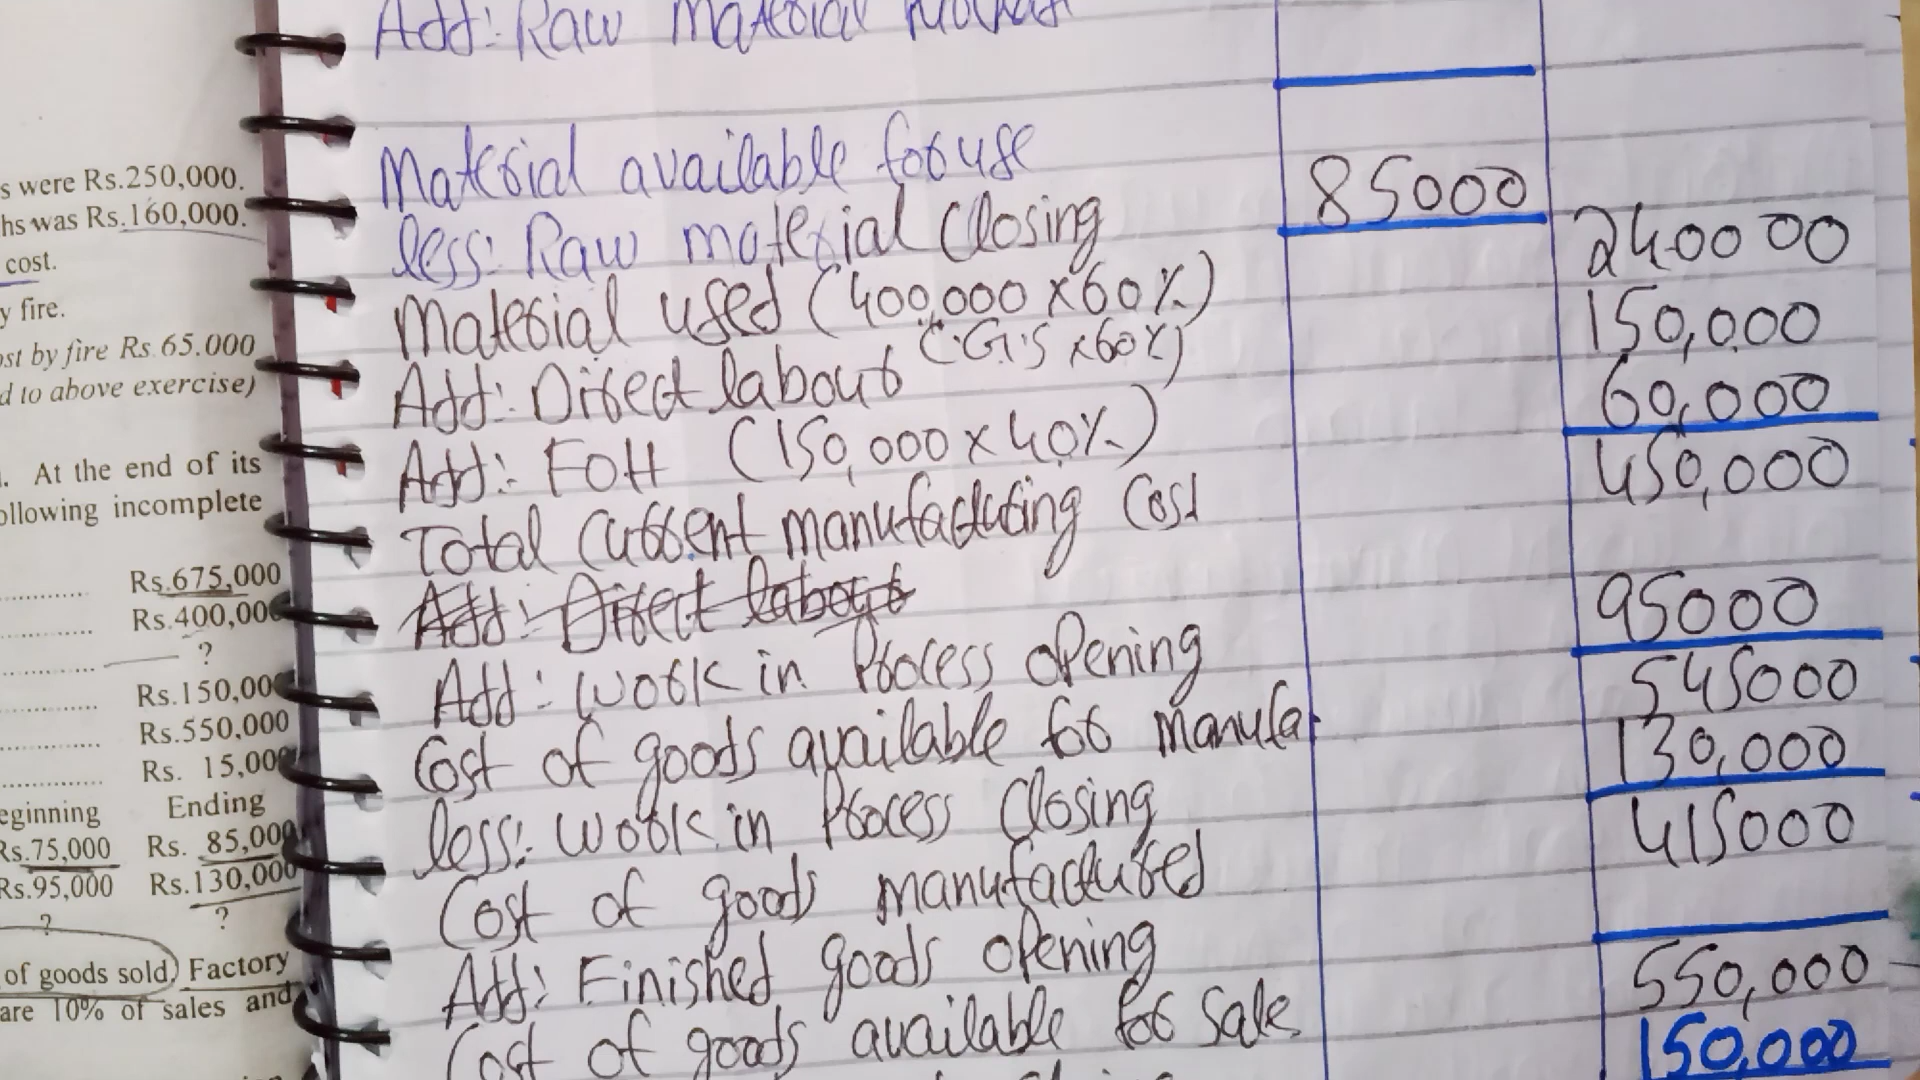 s were Rs.250,000.
hs was Rs.160,000.
cost.
y fire.
ost by fire Rs 65.000
d to above exercise)
. At the end of its
ollowing incomplete
Rs.675,000
Rs.400,000
?
Rs.150,00
Rs.550,000
Rs. 15,000
eginning Ending
Rs.75,000 Rs. 85,000
Rs.95,000 Rs.130,000
? ?
of goods sold) Factory
are 10% of sales and
Add: Raw Material
Material available for use
less: Raw material Closing 85000
Material used (400,000 x 60%) 240000
C.G.S x 60%)
Add: Direct labour 150,000
Add: FOH (150,000 x 40%) 60,000
Total current manufacturing Cost 450,000
Add: Direct labour
Add: Work in Process opening 95000
Cost of goods available for manufa 545000
less: Work in Process Closing 130,000
Cost of goods manufactured 415000
Add: Finished goods opening
Cost of goods available for Sale 550,000
150,000